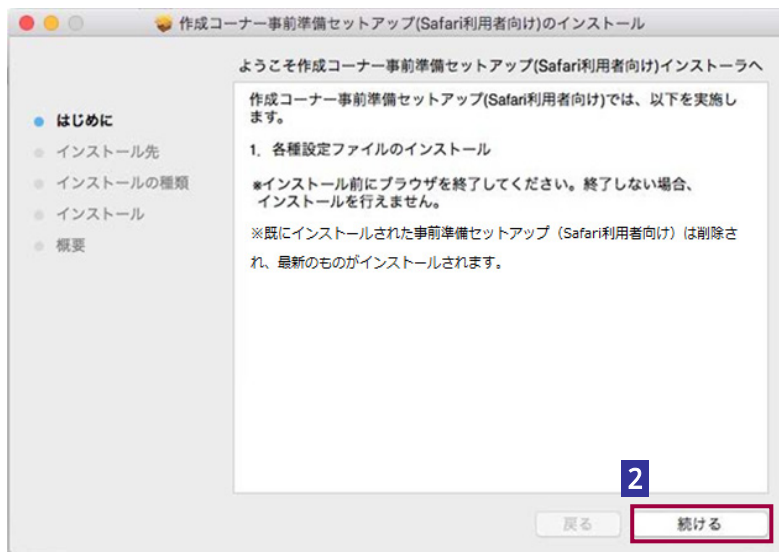 作成コーナー事前準備セットアップ(Safari利用者向け)のインストール
ようこそ作成コーナー事前準備セットアップ(Safari利用者向け)インストーラへ
はじめに
インストール先
インストールの種類
インストール
概要
作成コーナー事前準備セットアップ(Safari利用者向け)では、以下を実施し
ます。
1．各種設定ファイルのインストール
※インストール前にブラウザを終了してください。終了しない場合、
インストールを行えません。
※既にインストールされた事前準備セットアップ（Safari利用者向け）は削除さ
れ、最新のものがインストールされます。
2
戻る
続ける